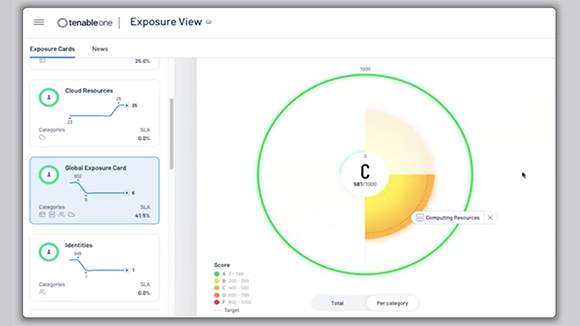 tenable one | Exposure View
Exposure Cards News
25.0%
Cloud Resources
A
25
25
23
Categories SLA
0.0%
Global Exposure Card
A
602
6
Categories SLA
41.5%
Identities
A
1
1
Categories SLA
0.0%
1000
0
C
581/1000
Computing Resources
Score
A 0 - 199
B 200 - 399
C 400 - 599
D 600 - 799
F 800 - 1000
Target
Total Per category